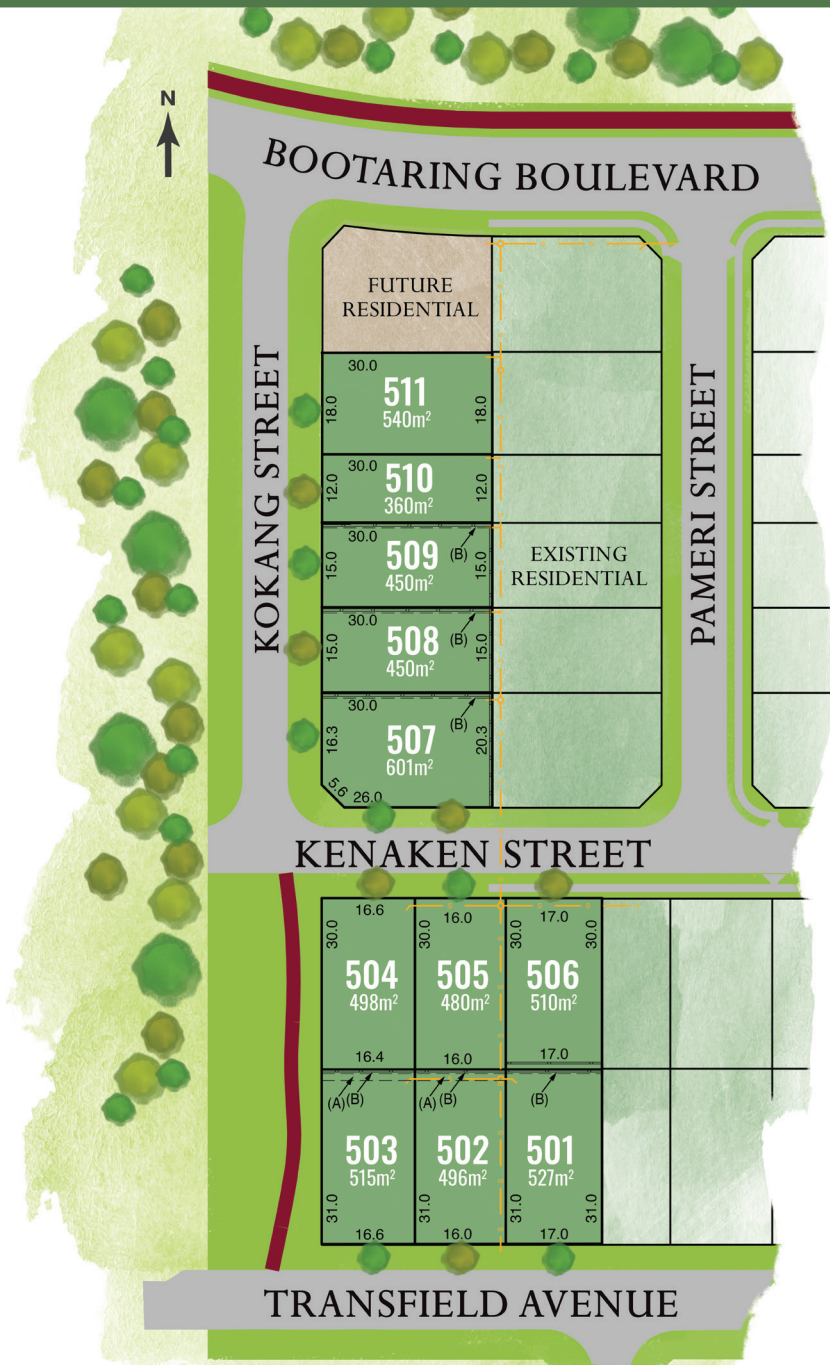 N
BOOTARING BOULEVARD
KOKANG STREET
PAMERI STREET
FUTURE
RESIDENTIAL
30.0
18.0
511
540m²
18.0
30.0
12.0
510
360m²
12.0
30.0
15.0
509
450m²
(B)
15.0
EXISTING
RESIDENTIAL
30.0
15.0
508
450m²
(B)
15.0
30.0
16.3
507
601m²
(B)
20.3
5.6
26.0
KENAKEN STREET
16.6
30.0
504
498m²
16.4
16.0
30.0
505
480m²
16.0
17.0
30.0
30.0
506
510m²
17.0
(A) (B)
503
515m²
31.0
16.6
(A) (B)
502
496m²
31.0
16.0
(B)
501
527m²
31.0
31.0
17.0
TRANSFIELD AVENUE